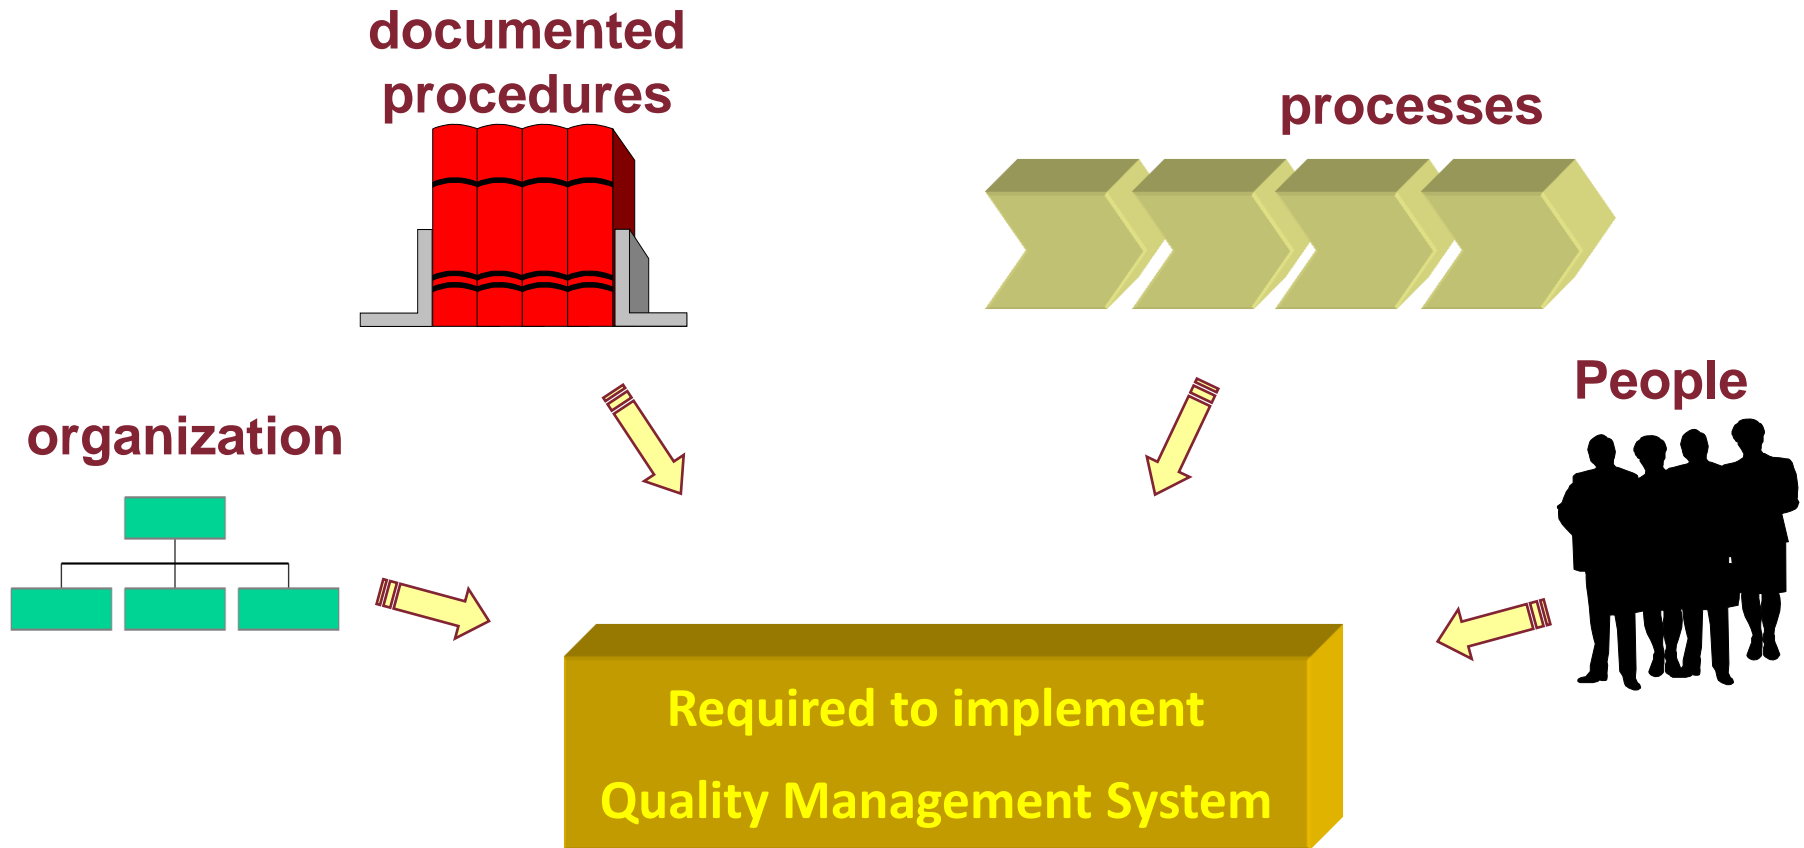 documented
procedures
processes
People
organization
Required to implement
Quality Management System